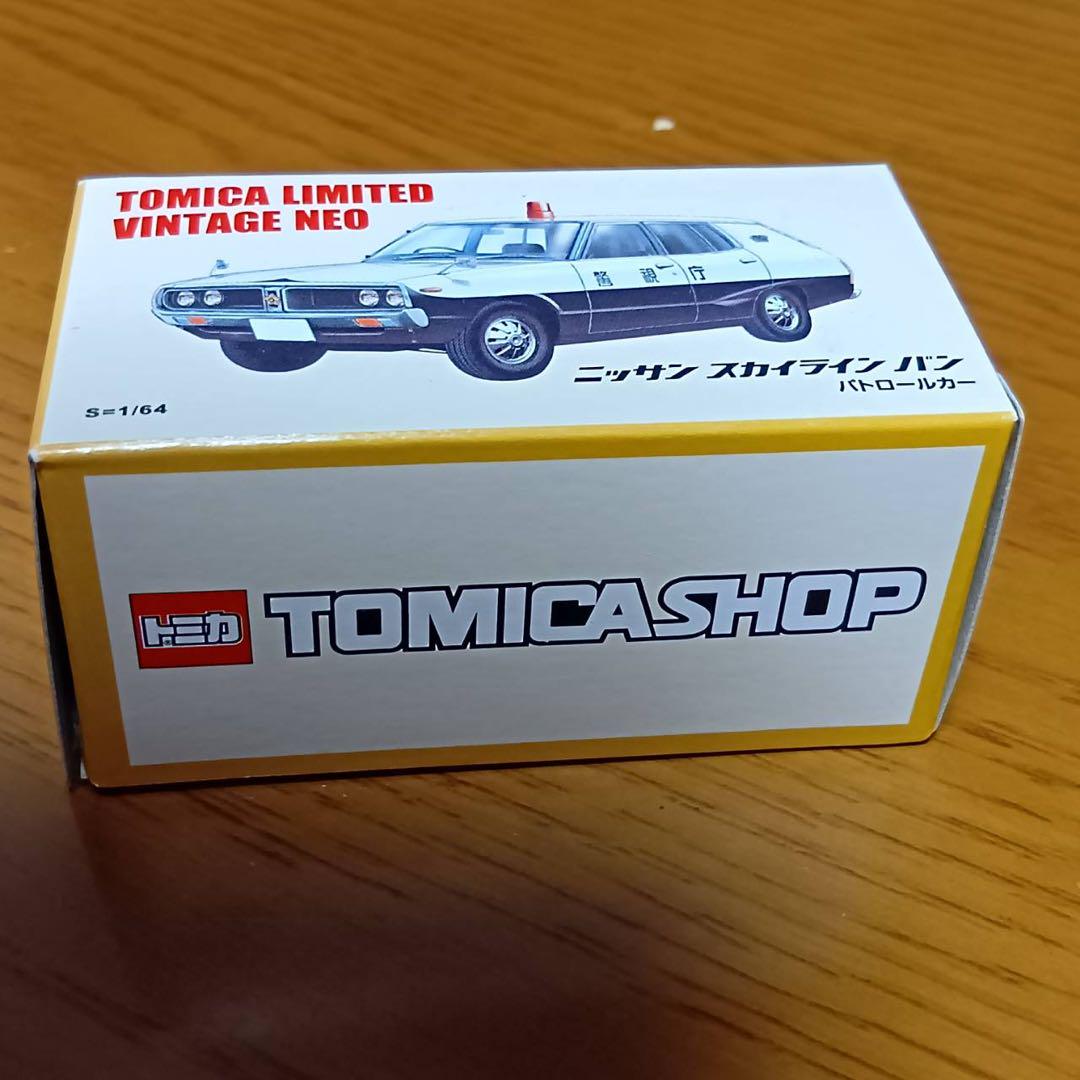 TOMICA LIMITED
VINTAGE NEO
警視庁
ニッサン スカイライン バン
パトロールカー
S=1/64
トミカ TOMICASHOP